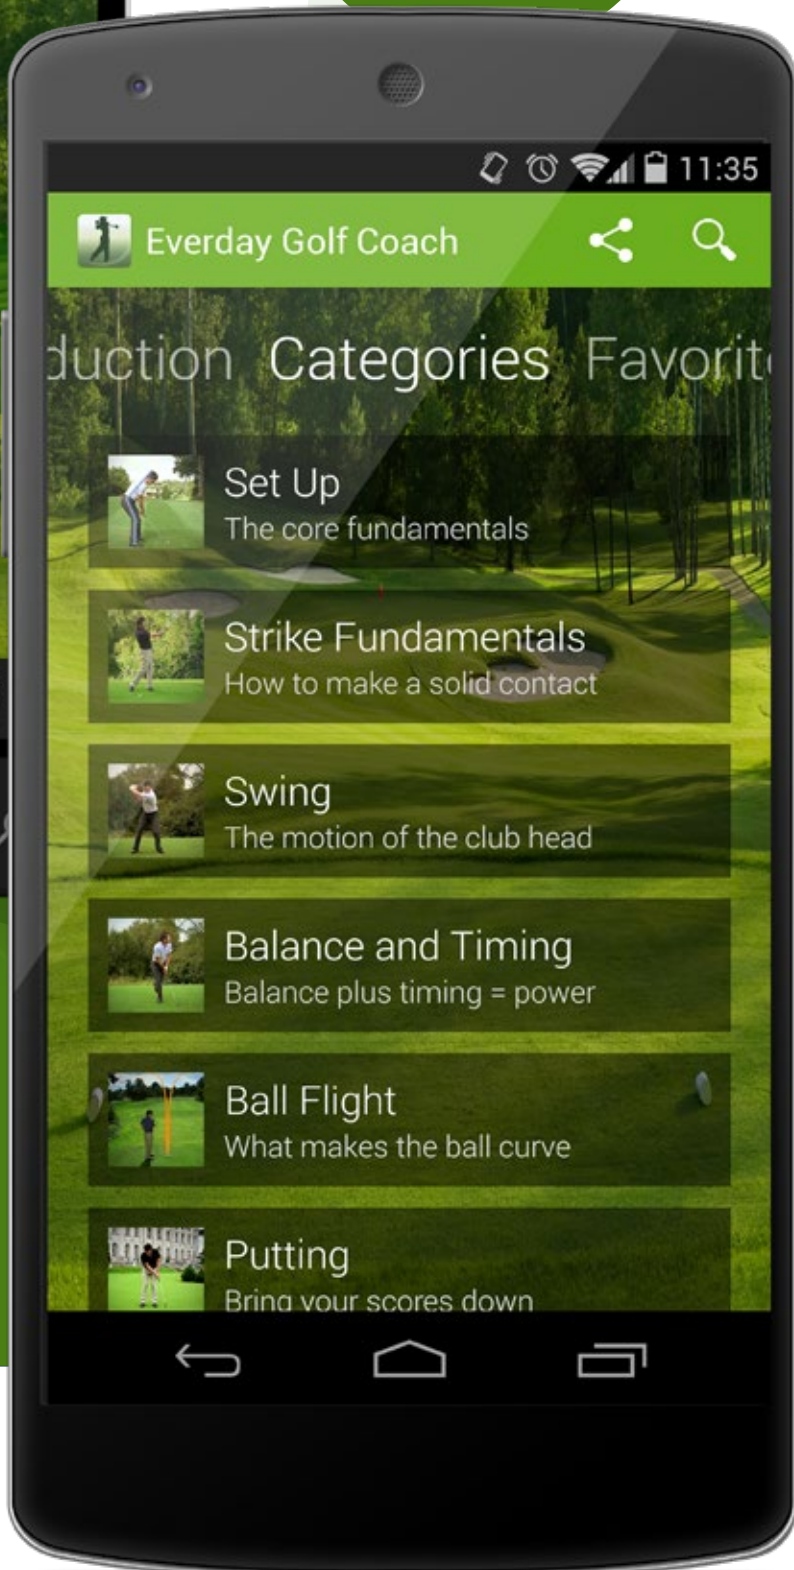 11:35
Everday Golf Coach
duction Categories Favorit
Set Up
The core fundamentals
Strike Fundamentals
How to make a solid contact
Swing
The motion of the club head
Balance and Timing
Balance plus timing = power
Ball Flight
What makes the ball curve
Putting
Bring your scores down